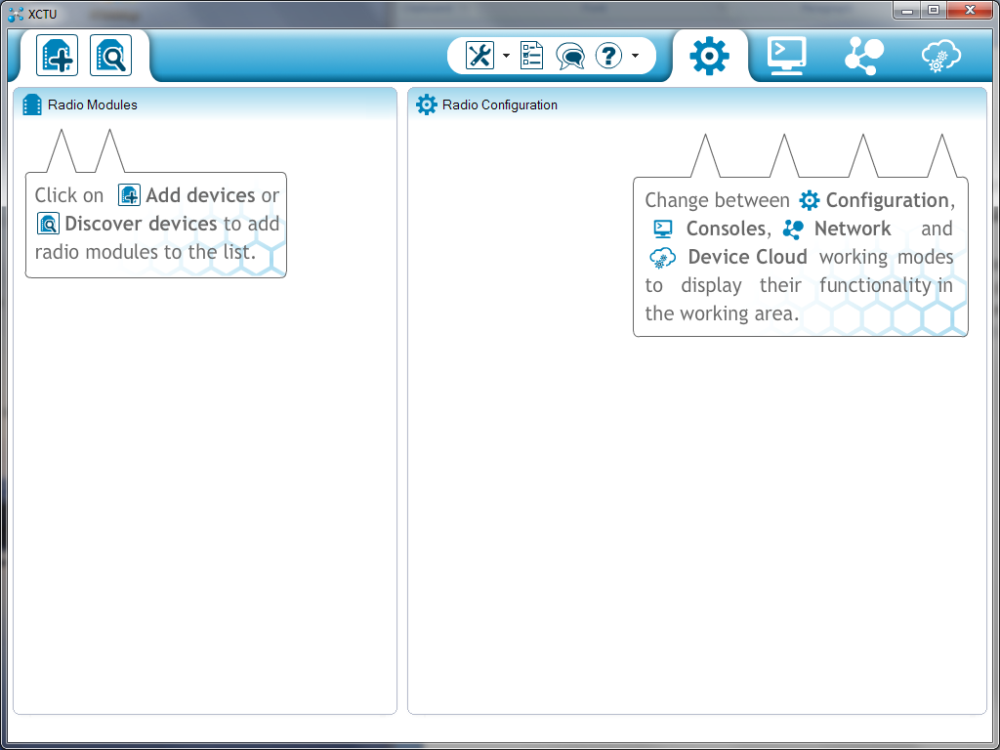 XCTU
Radio Modules
Click on Add devices or
Discover devices to add
radio modules to the list.
Radio Configuration
Change between Configuration,
Consoles, Network and
Device Cloud working modes
to display their functionality in
the working area.